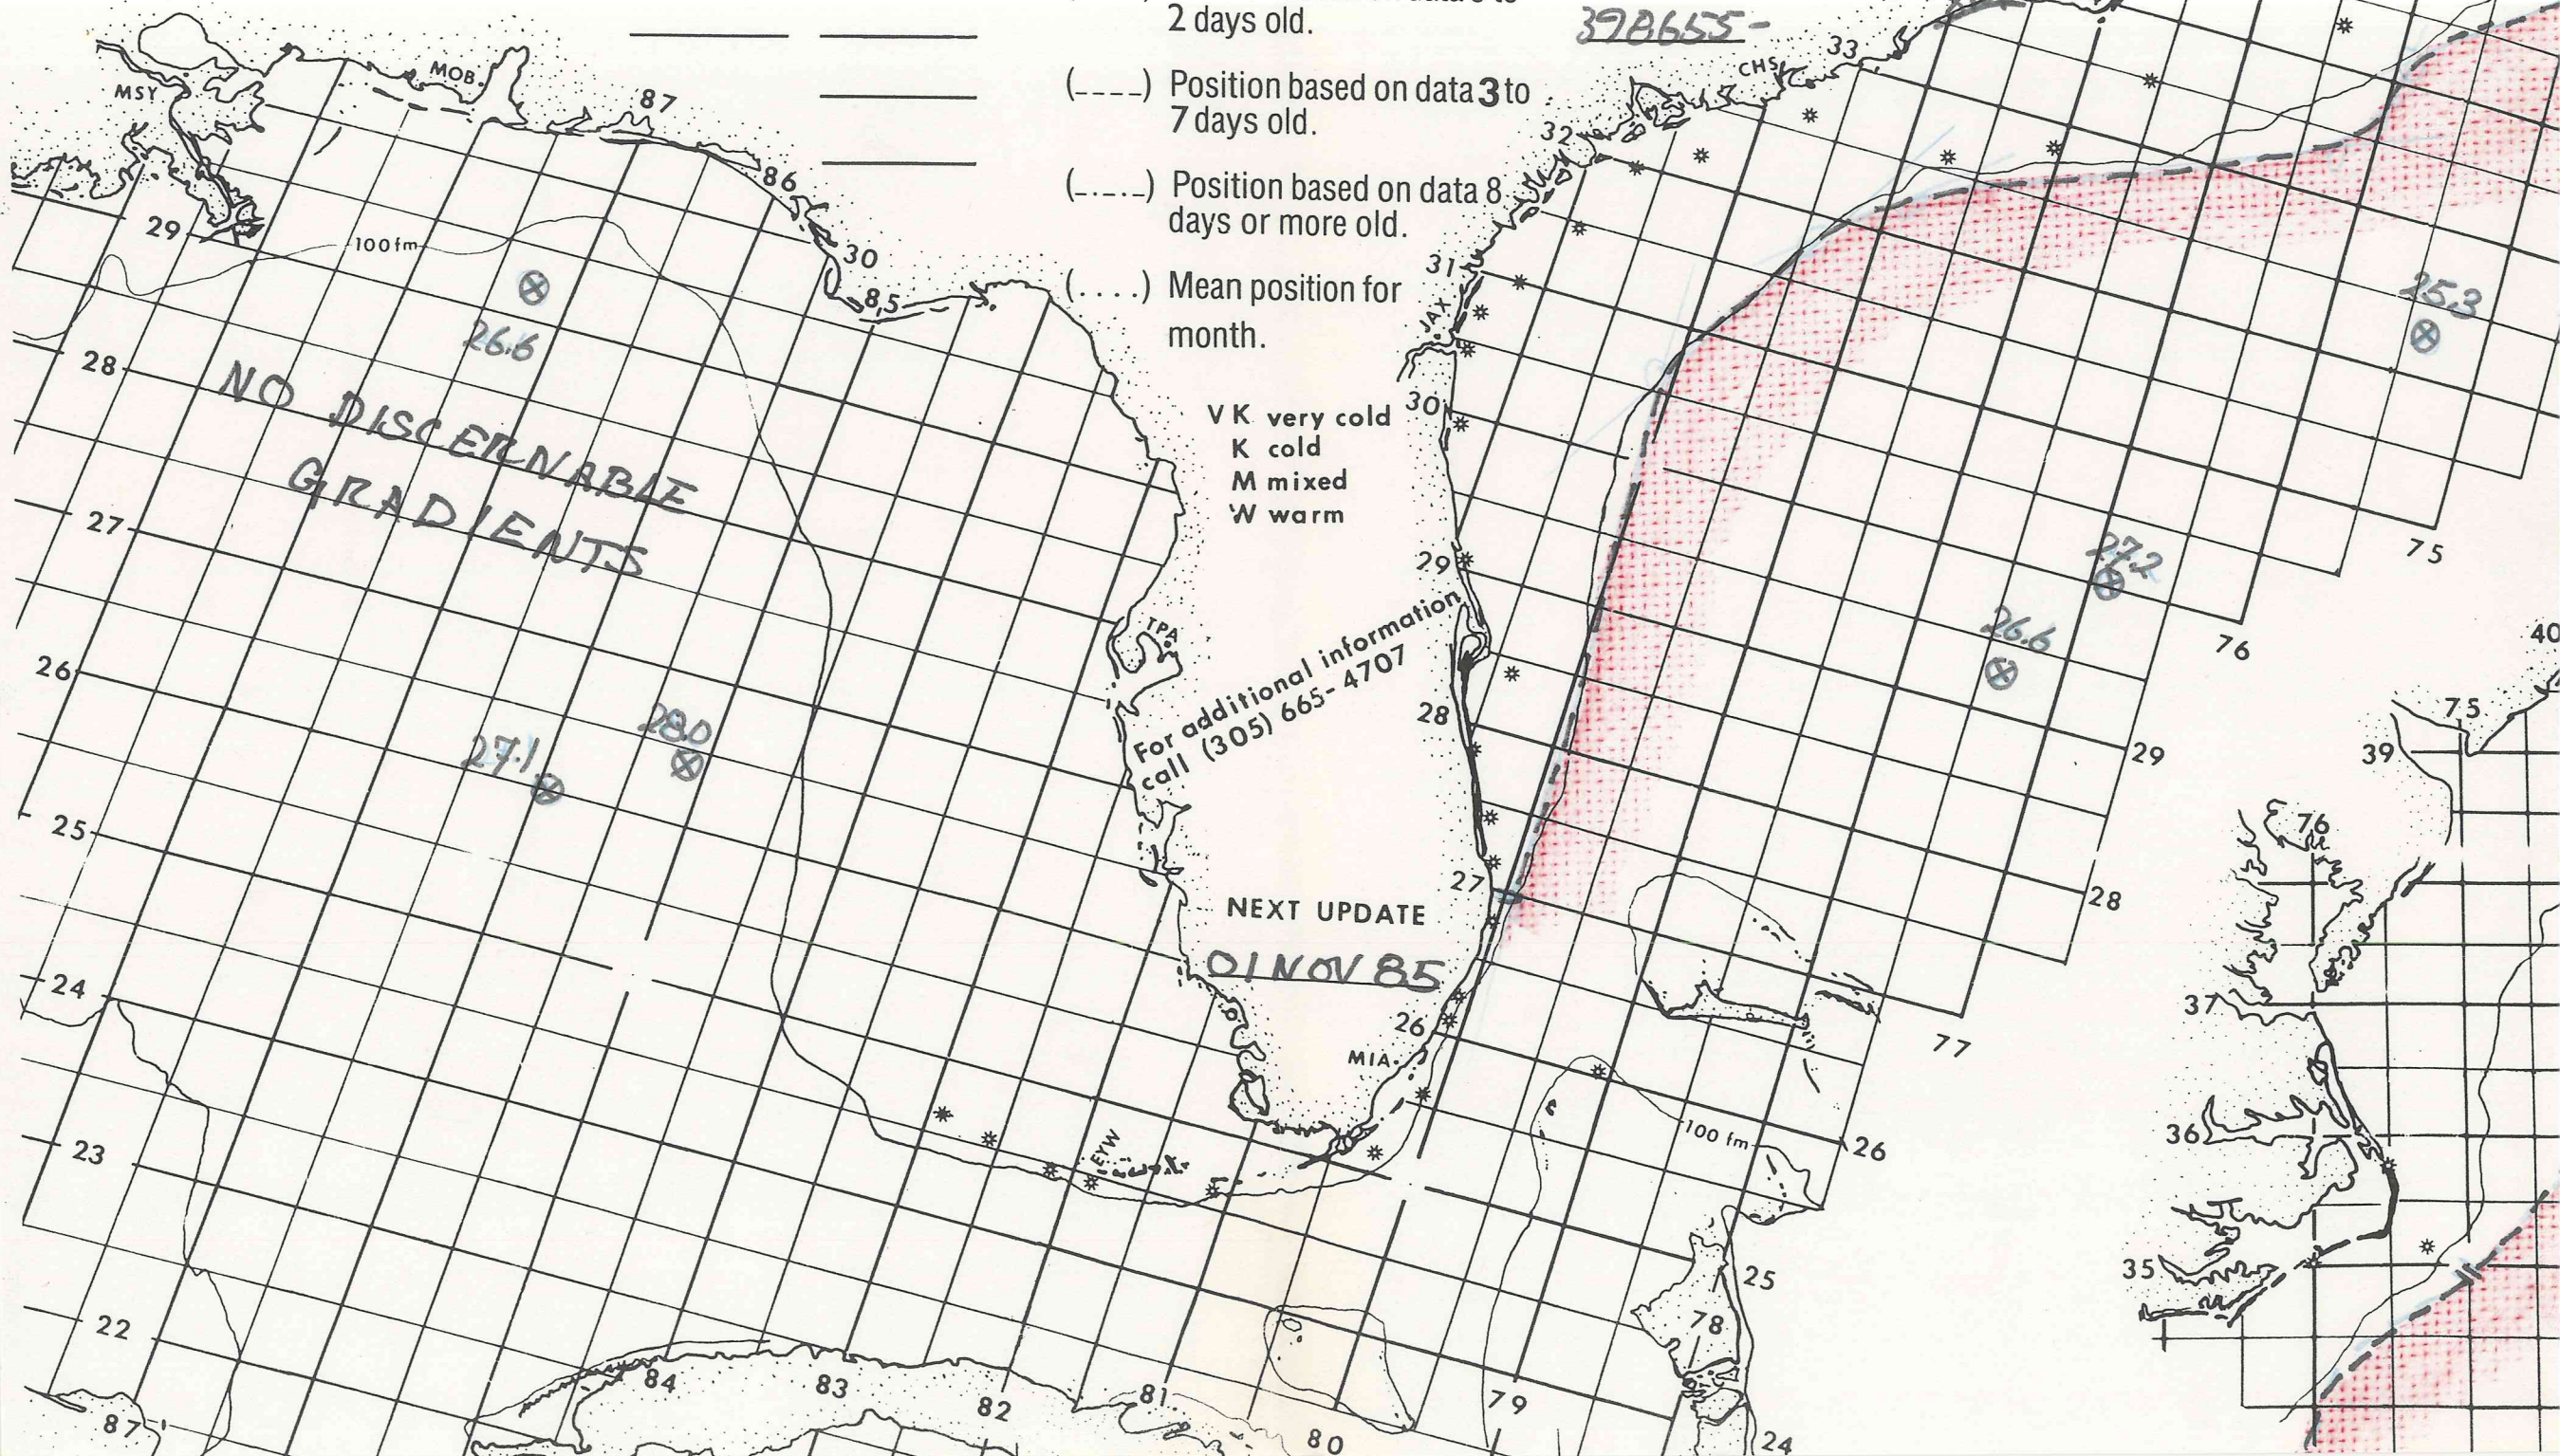 2 days old.
398655-
(----) Position based on data 3 to
7 days old.
(_._._) Position based on data 8
days or more old.
(....) Mean position for
month.
V K very cold
K cold
M mixed
W warm
For additional information
call (305) 665-4707
NEXT UPDATE
01 NOV 85
NO DISCERNABLE
GRADIENTS
MSY
MOB.
87
86
30
85
29
100fm
26.6
28
27
26
25
24
23
22
87
27.1
28.0
TPA
EYW
MIA.
JAX
CHS
33
32
31
30
29
28
27
26
25.3
27.2
26.6
75
76
29
28
77
26
100 fm
25
78
24
79
80
81
82
83
84
40
75
39
76
37
36
35